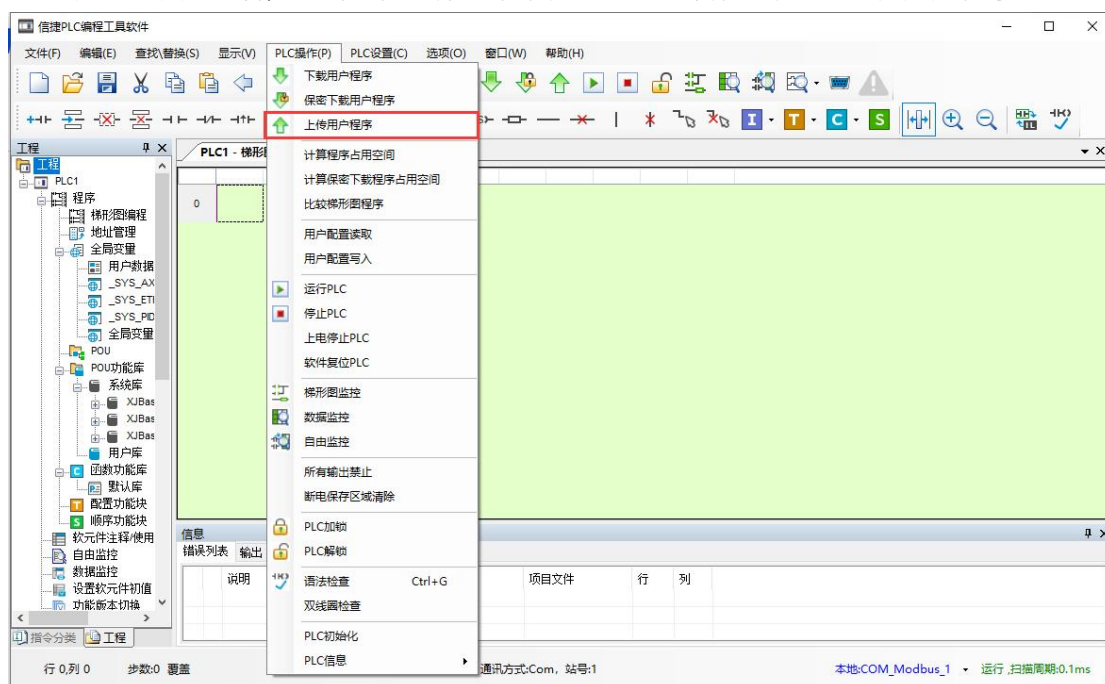 信捷PLC编程工具软件
文件(F) 编辑(E) 查找\替换(S) 显示(V) PLC操作(P) PLC设置(C) 选项(O) 窗口(W) 帮助(H)
下载用户程序
保密下载用户程序
上传用户程序
计算程序占用空间
计算保密下载程序占用空间
比较梯形图程序
用户配置读取
用户配置写入
运行PLC
停止PLC
上电停止PLC
软件复位PLC
梯形图监控
数据监控
自由监控
所有输出禁止
断电保存区域清除
PLC加锁
PLC解锁
语法检查 Ctrl+G
双线圈检查
PLC初始化
PLC信息
I T C S
工程
PLC1 - 梯形
工程
PLC1
程序
梯形图编程
地址管理
全局变量
用户数据
_SYS_AX
_SYS_ETI
_SYS_PID
全局变量
POU
POU功能库
系统库
XJBas
XJBas
XJBas
用户库
函数功能库
默认库
配置功能块
顺序功能块
软元件注释/使用
自由监控
数据监控
设置软元件初值
功能版本切换
指令分类 工程
0
信息
错误列表 输出
说明 项目文件 行 列
行 0,列 0 步数:0 覆盖 通讯方式:Com，站号:1 本地:COM_Modbus_1 运行 ,扫描周期:0.1ms